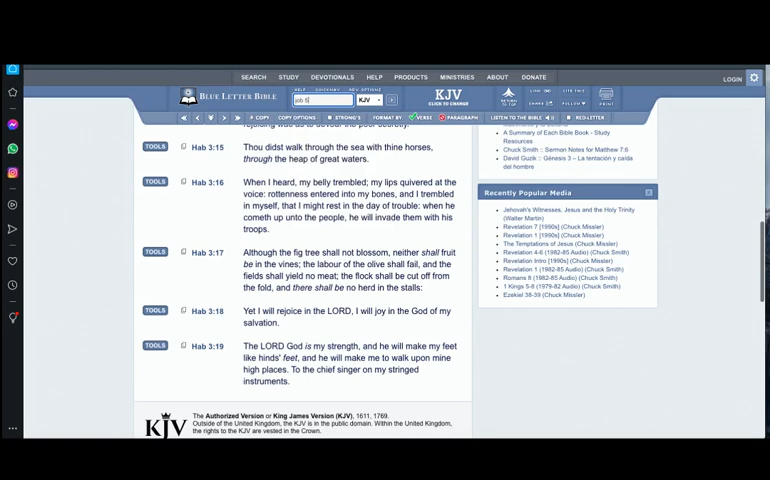 SEARCH STUDY DEVOTIONALS HELP PRODUCTS MINISTRIES ABOUT DONATE
LOGIN
BLUE LETTER BIBLE
HELP QUICKNAV ADV. OPTIONS
job 5
KJV
KJV
CLICK TO CHANGE
RETURN TO TOP
LINK
CITE THIS
SHARE
FOLLOW
PRINT
COPY COPY OPTIONS STRONG'S FORMAT BY VERSE PARAGRAPH LISTEN TO THE BIBLE RED-LETTER
TOOLS Hab 3:15 Thou didst walk through the sea with thine horses,
through the heap of great waters.
TOOLS Hab 3:16 When I heard, my belly trembled; my lips quivered at the
voice: rottenness entered into my bones, and I trembled
in myself, that I might rest in the day of trouble: when he
cometh up unto the people, he will invade them with his
troops.
TOOLS Hab 3:17 Although the fig tree shall not blossom, neither shall fruit
be in the vines; the labour of the olive shall fail, and the
fields shall yield no meat; the flock shall be cut off from
the fold, and there shall be no herd in the stalls:
TOOLS Hab 3:18 Yet I will rejoice in the LORD, I will joy in the God of my
salvation.
TOOLS Hab 3:19 The LORD God is my strength, and he will make my feet
like hinds' feet, and he will make me to walk upon mine
high places. To the chief singer on my stringed
instruments.
KJV
The Authorized Version or King James Version (KJV), 1611, 1769.
Outside of the United Kingdom, the KJV is in the public domain. Within the United Kingdom,
the rights to the KJV are vested in the Crown.
A Summary of Each Bible Book - Study
Resources
Chuck Smith :: Sermon Notes for Matthew 7:6
David Guzik :: Génesis 3 – La tentación y caída
del hombre
Recently Popular Media
Jehovah's Witnesses, Jesus and the Holy Trinity
(Walter Martin)
Revelation 7 [1990s] (Chuck Missler)
Revelation 1 [1990s] (Chuck Missler)
The Temptations of Jesus (Chuck Missler)
Revelation 4-6 (1982-85 Audio) (Chuck Smith)
Revelation Intro [1990s] (Chuck Missler)
Revelation 1 (1982-85 Audio) (Chuck Smith)
Romans 8 (1982-85 Audio) (Chuck Smith)
1 Kings 5-8 (1979-82 Audio) (Chuck Smith)
Ezekiel 38-39 (Chuck Missler)